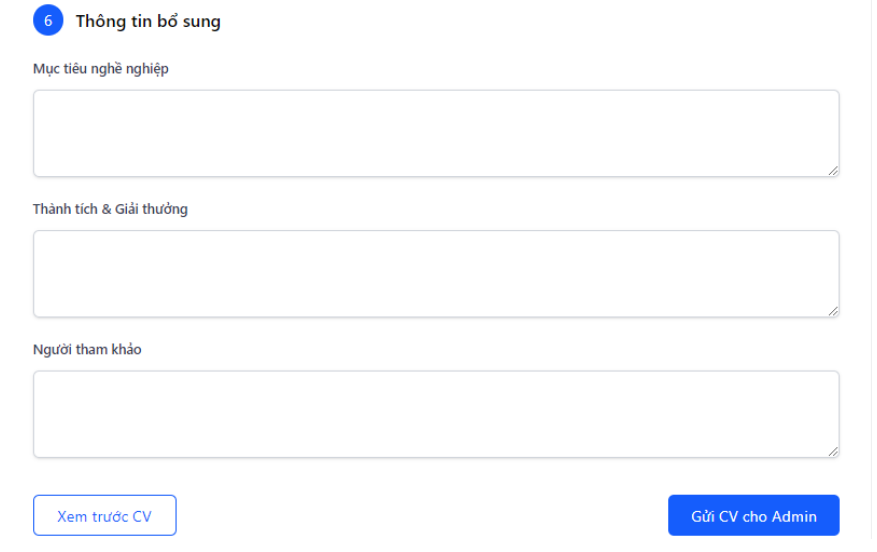 6 Thông tin bổ sung
Mục tiêu nghề nghiệp
Thành tích & Giải thưởng
Người tham khảo
Xem trước CV
Gửi CV cho Admin